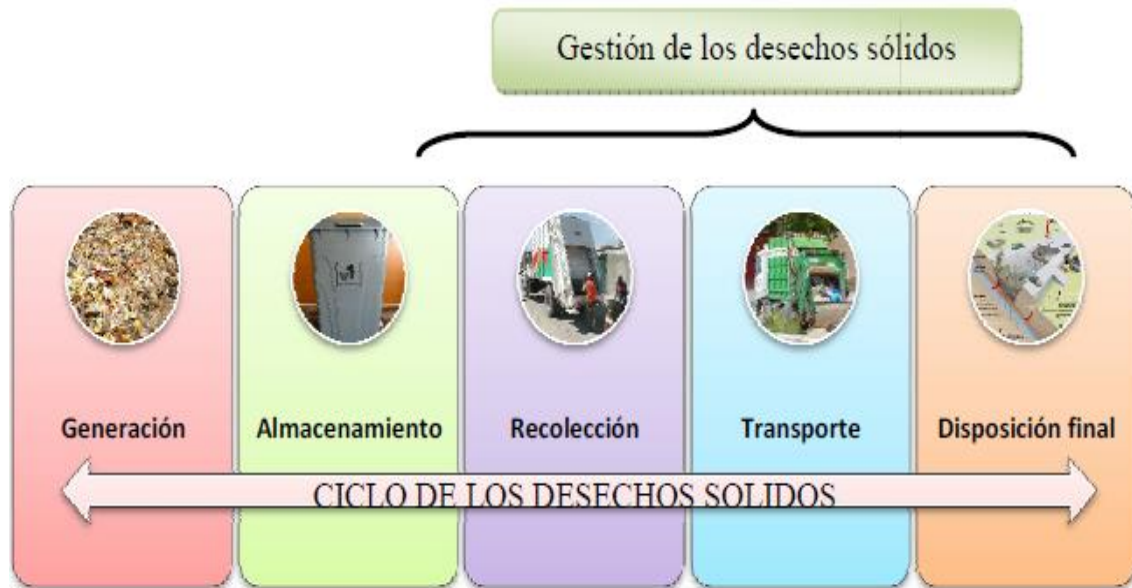 Gestión de los desechos sólidos
Generación
Almacenamiento
Recolección
Transporte
Disposición final
CICLO DE LOS DESECHOS SOLIDOS